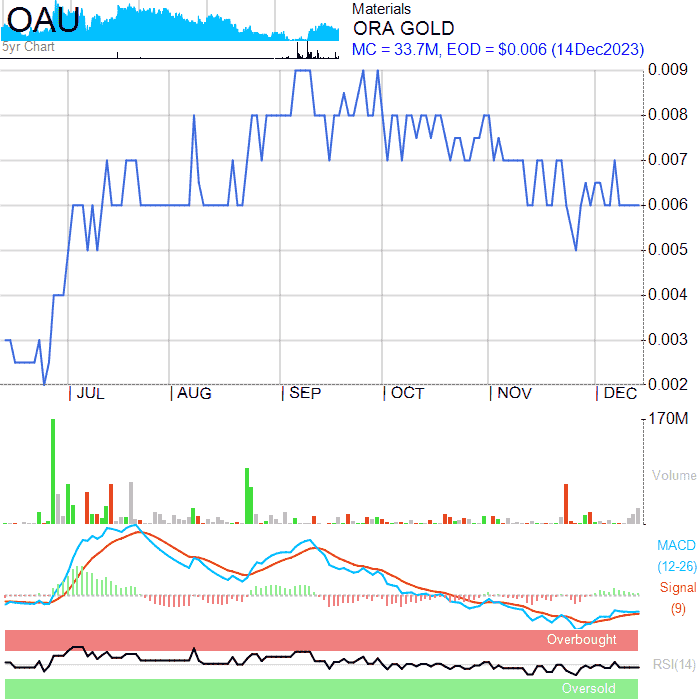 OAU
5yr Chart
Materials
ORA GOLD
MC = 33.7M, EOD = $0.006 (14Dec2023)
0.009
0.008
0.007
0.006
0.005
0.004
0.003
0.002
JUL AUG SEP OCT NOV DEC
170M
Volume
MACD
(12-26)
Signal
(9)
Overbought
RSI(14)
Oversold